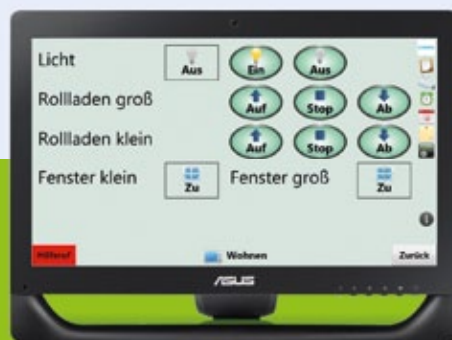 Licht Aus Ein Aus
Rollladen groß Auf Stop Ab
Rollladen klein Auf Stop Ab
Fenster klein Zu Fenster groß Zu
Hilferuf Wohnen Zurück
ASUS